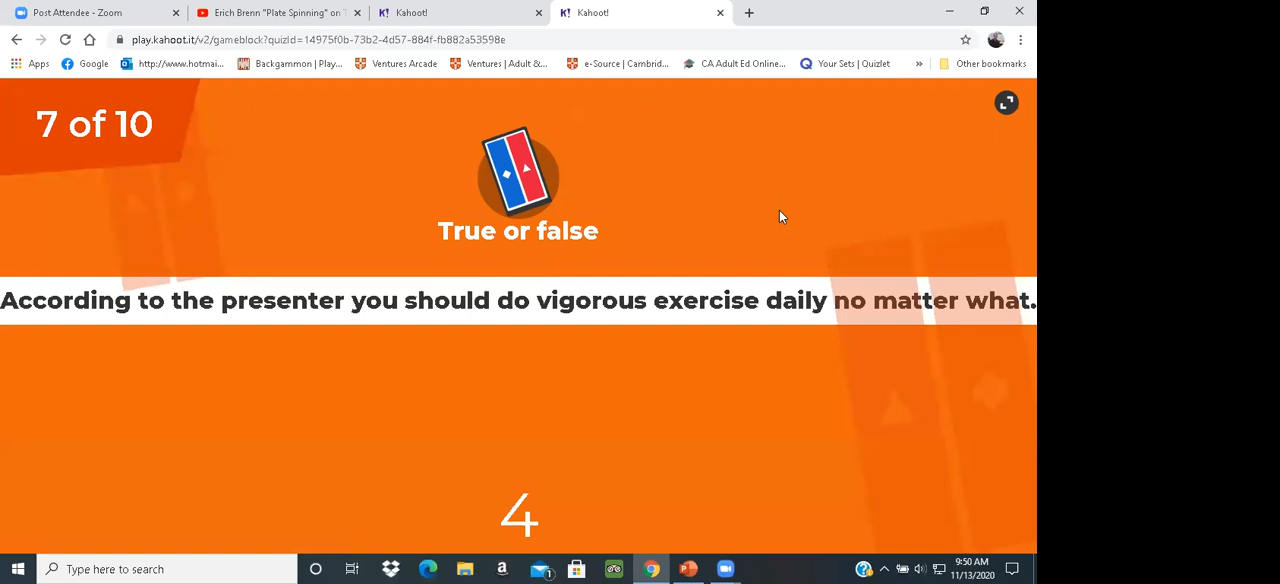 Post Attendee - Zoom
Erich Brenn "Plate Spinning" on
K! Kahoot!
K! Kahoot!
play.kahoot.it/v2/gameblock?quizId=14975f0b-73b2-4d57-884f-fb882a53598e
Apps
Google
http://www.hotmai...
Backgammon | Play...
Ventures Arcade
Ventures | Adult &...
e-Source | Cambrid...
CA Adult Ed Online...
Your Sets | Quizlet
»
Other bookmarks
7 of 10
True or false
According to the presenter you should do vigorous exercise daily no matter what.
4
Type here to search
9:50 AM
11/13/2020